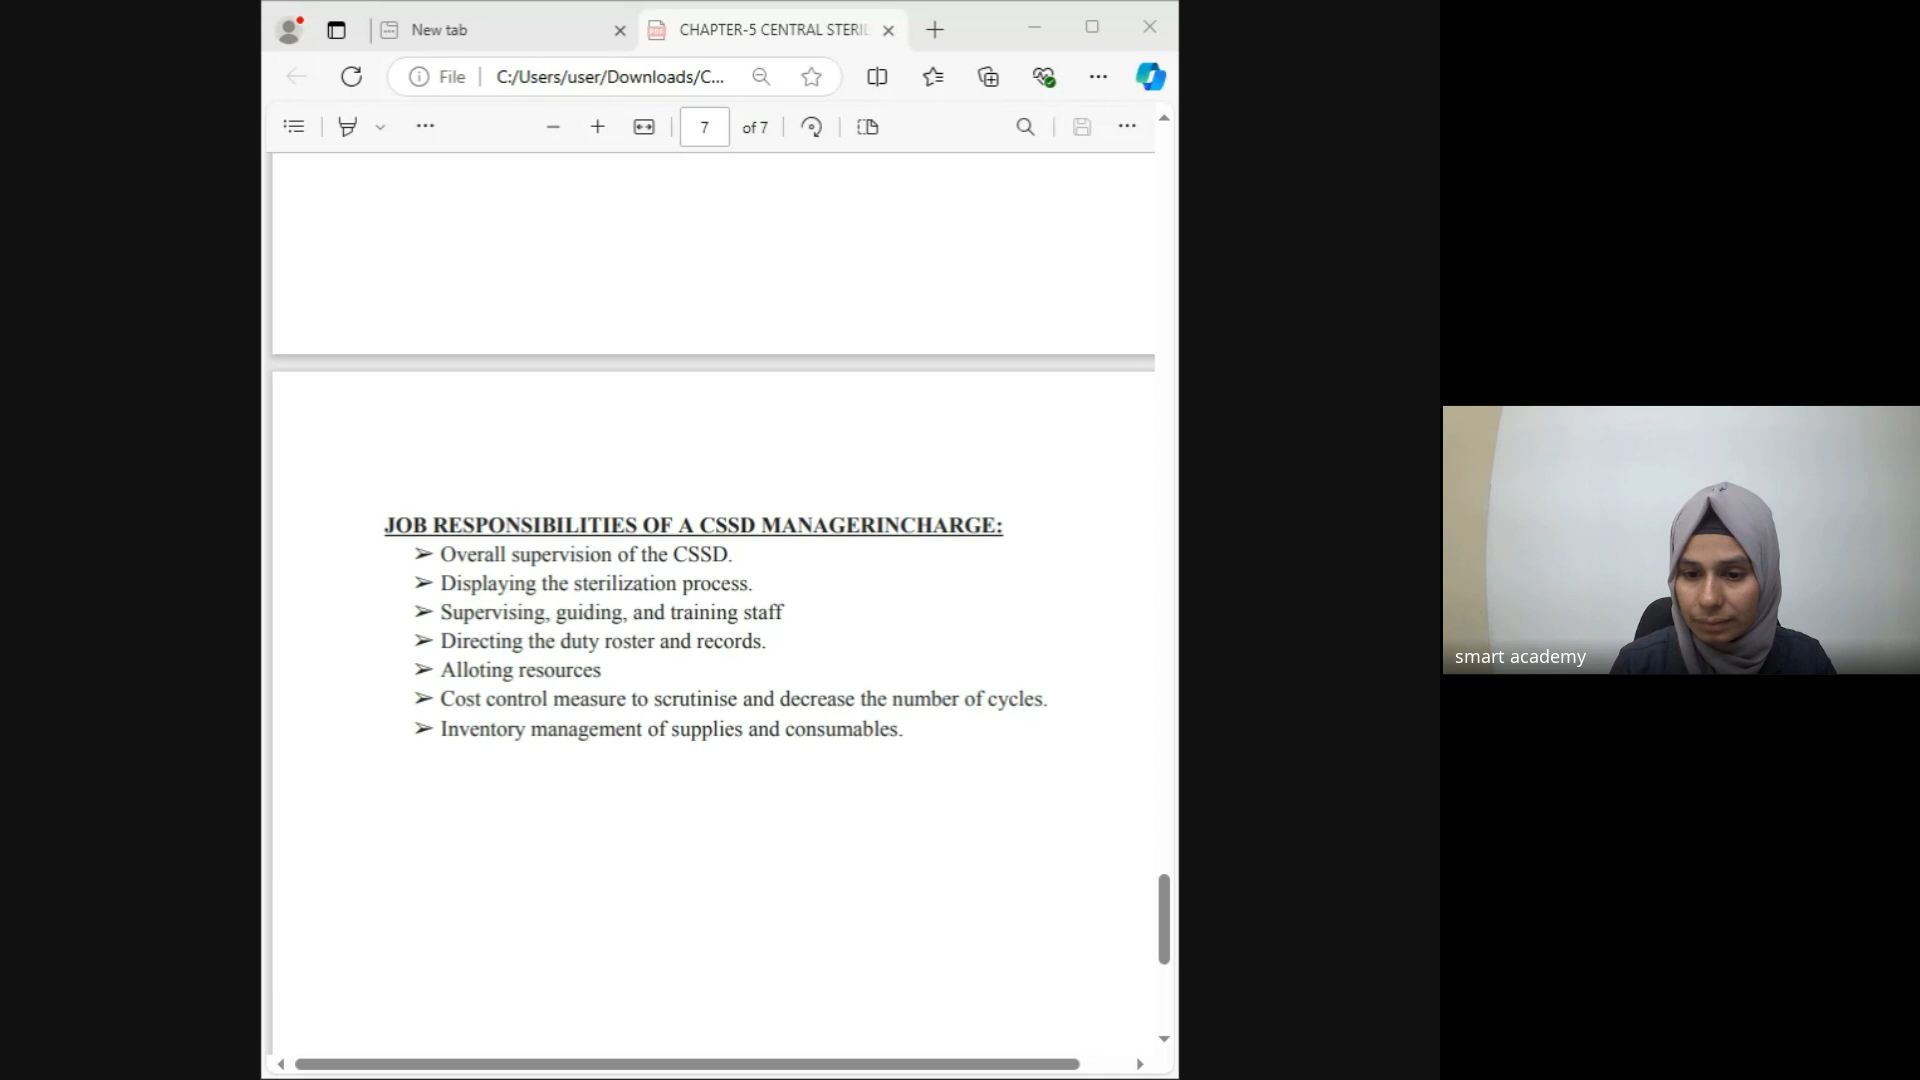 New tab
CHAPTER-5 CENTRAL STERIL
File
C:/Users/user/Downloads/C...
7 of 7
JOB RESPONSIBILITIES OF A CSSD MANAGERINCHARGE:
➢ Overall supervision of the CSSD.
➢ Displaying the sterilization process.
➢ Supervising, guiding, and training staff
➢ Directing the duty roster and records.
➢ Alloting resources
➢ Cost control measure to scrutinise and decrease the number of cycles.
➢ Inventory management of supplies and consumables.
smart academy